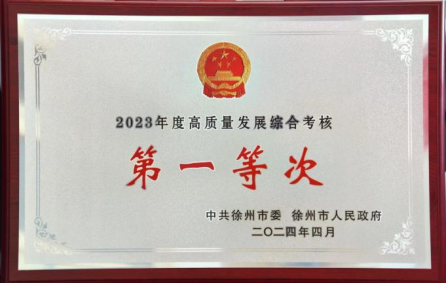 2023年度高质量发展综合考核
第一等次
中共徐州市委 徐州市人民政府
二〇二四年四月